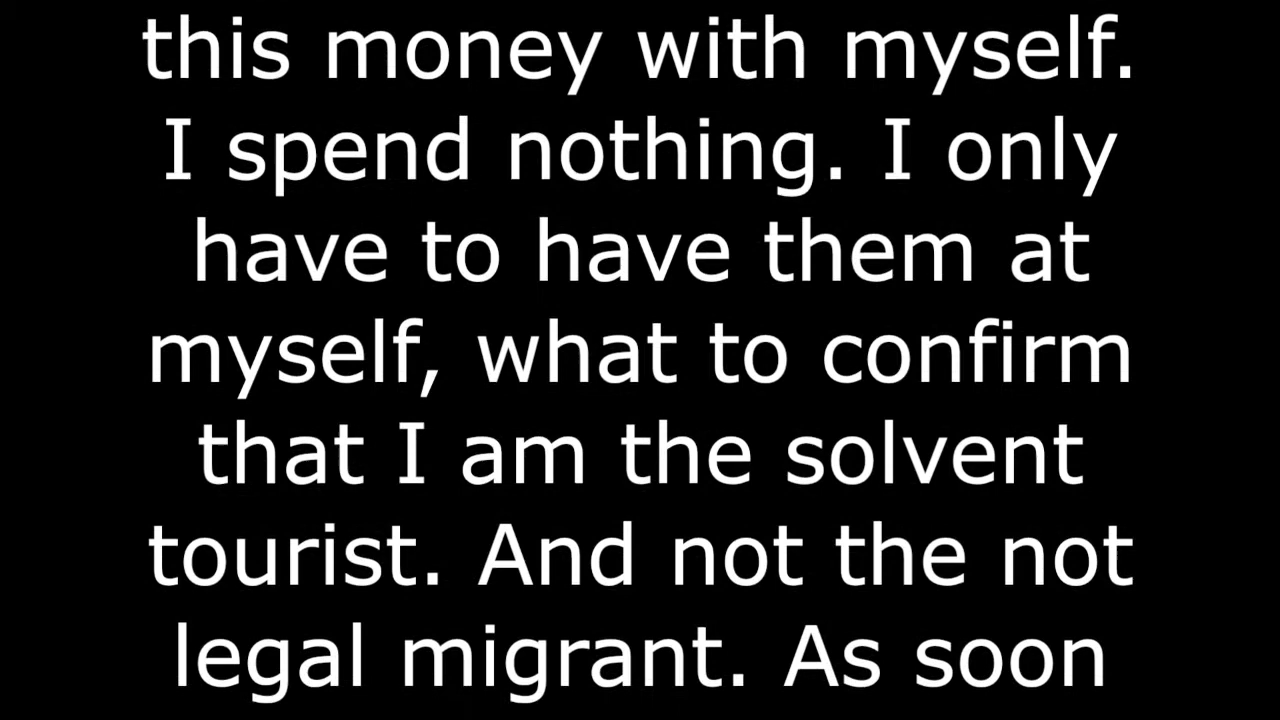 this money with myself.
I spend nothing. I only
have to have them at
myself, what to confirm
that I am the solvent
tourist. And not the not
legal migrant. As soon